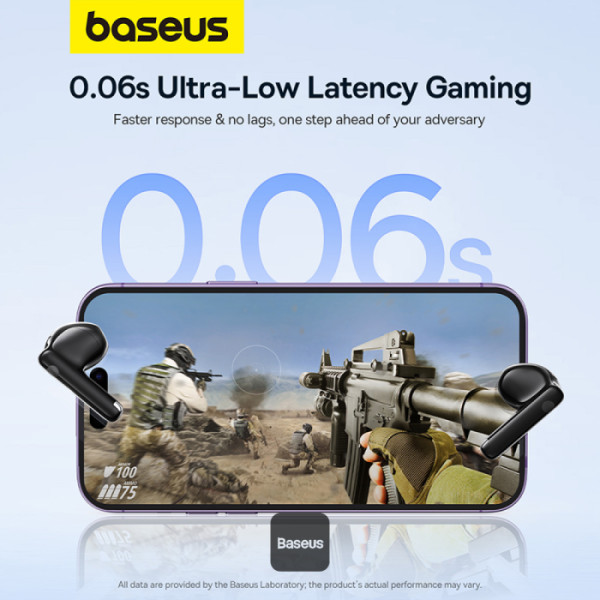 baseus
0.06s Ultra-Low Latency Gaming
Faster response & no lags, one step ahead of your adversary
0.06s
100
75
Baseus
All data are provided by the Baseus Laboratory; the product's actual performance may vary.